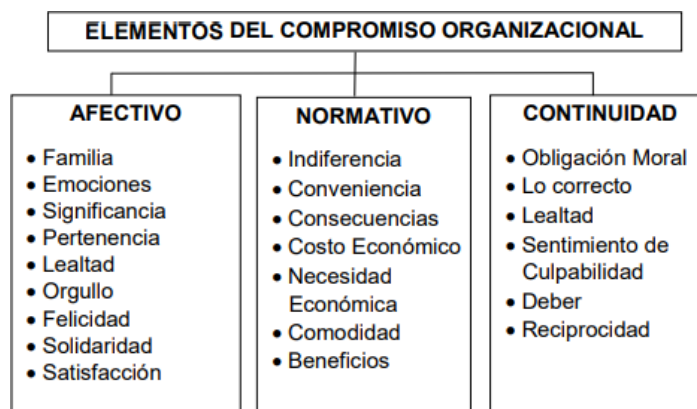 ELEMENTOS DEL COMPROMISO ORGANIZACIONAL
AFECTIVO
• Familia
• Emociones
• Significancia
• Pertenencia
• Lealtad
• Orgullo
• Felicidad
• Solidaridad
• Satisfacción
NORMATIVO
• Indiferencia
• Conveniencia
• Consecuencias
• Costo Económico
• Necesidad
Económica
• Comodidad
• Beneficios
CONTINUIDAD
• Obligación Moral
• Lo correcto
• Lealtad
• Sentimiento de
Culpabilidad
• Deber
• Reciprocidad